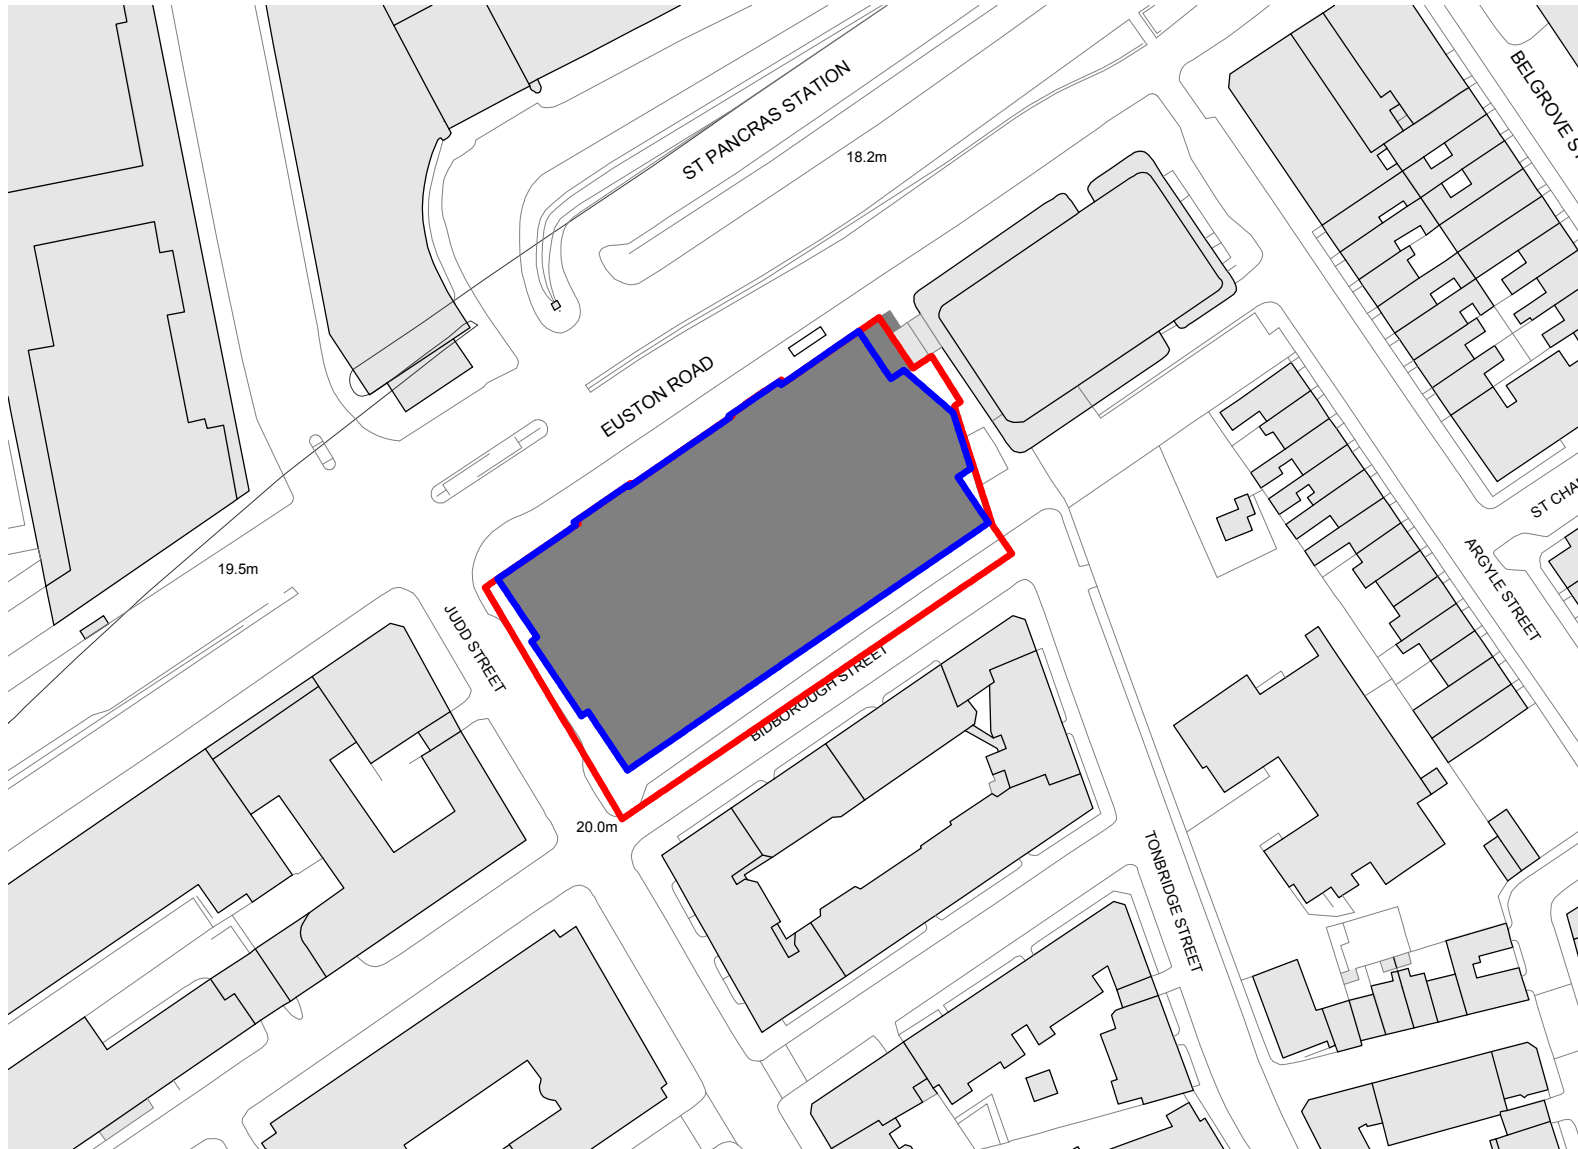 BELGROVE ST
ST PANCRAS STATION
18.2m
EUSTON ROAD
ST CHA
19.5m
ARGYLE STREET
JUDD STREET
BIDBOROUGH STREET
20.0m
TONBRIDGE STREET